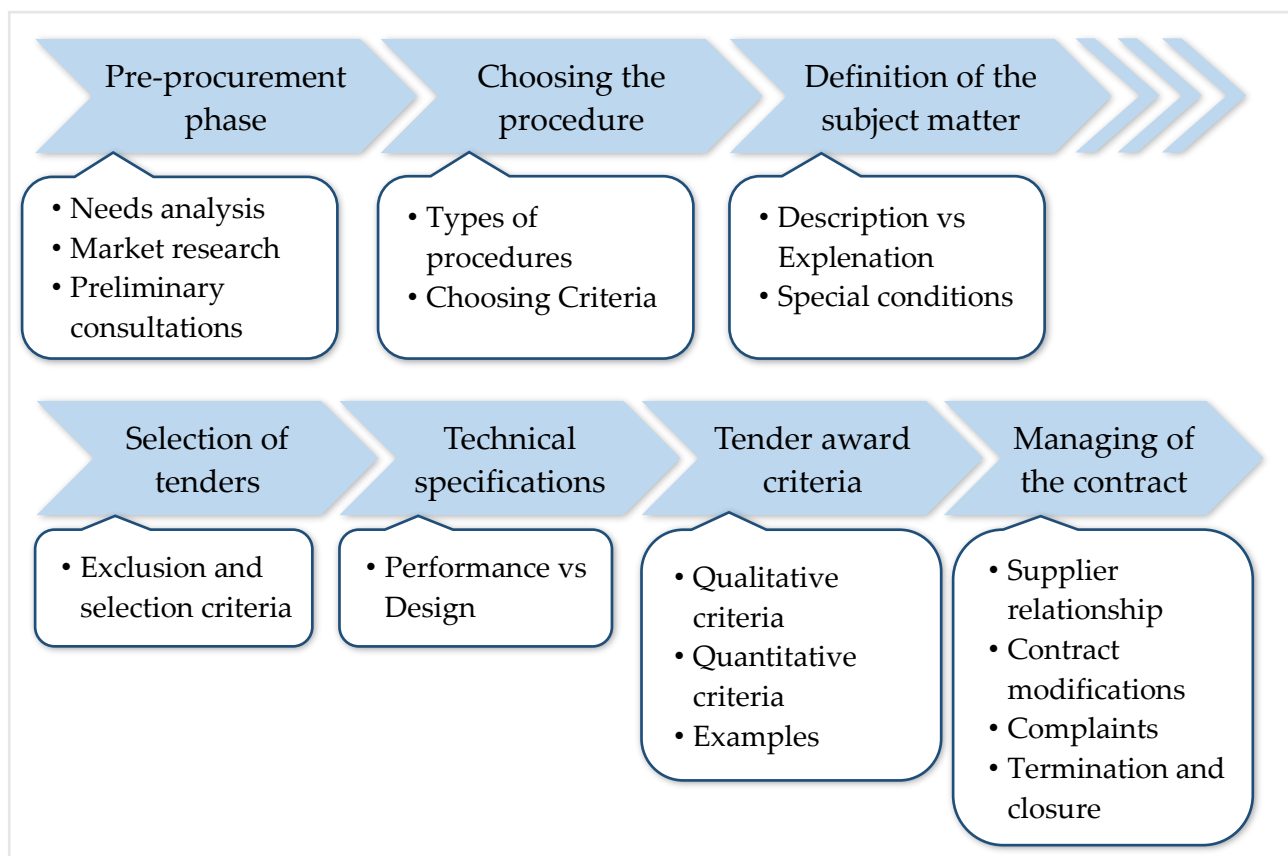 Pre-procurement
phase
Choosing the
procedure
Definition of the
subject matter
• Needs analysis
• Market research
• Preliminary
consultations
• Types of
procedures
• Choosing Criteria
• Description vs
Explenation
• Special conditions
Selection of
tenders
Technical
specifications
Tender award
criteria
Managing of
the contract
• Exclusion and
selection criteria
• Performance vs
Design
• Qualitative
criteria
• Quantitative
criteria
• Examples
• Supplier
relationship
• Contract
modifications
• Complaints
• Termination and
closure